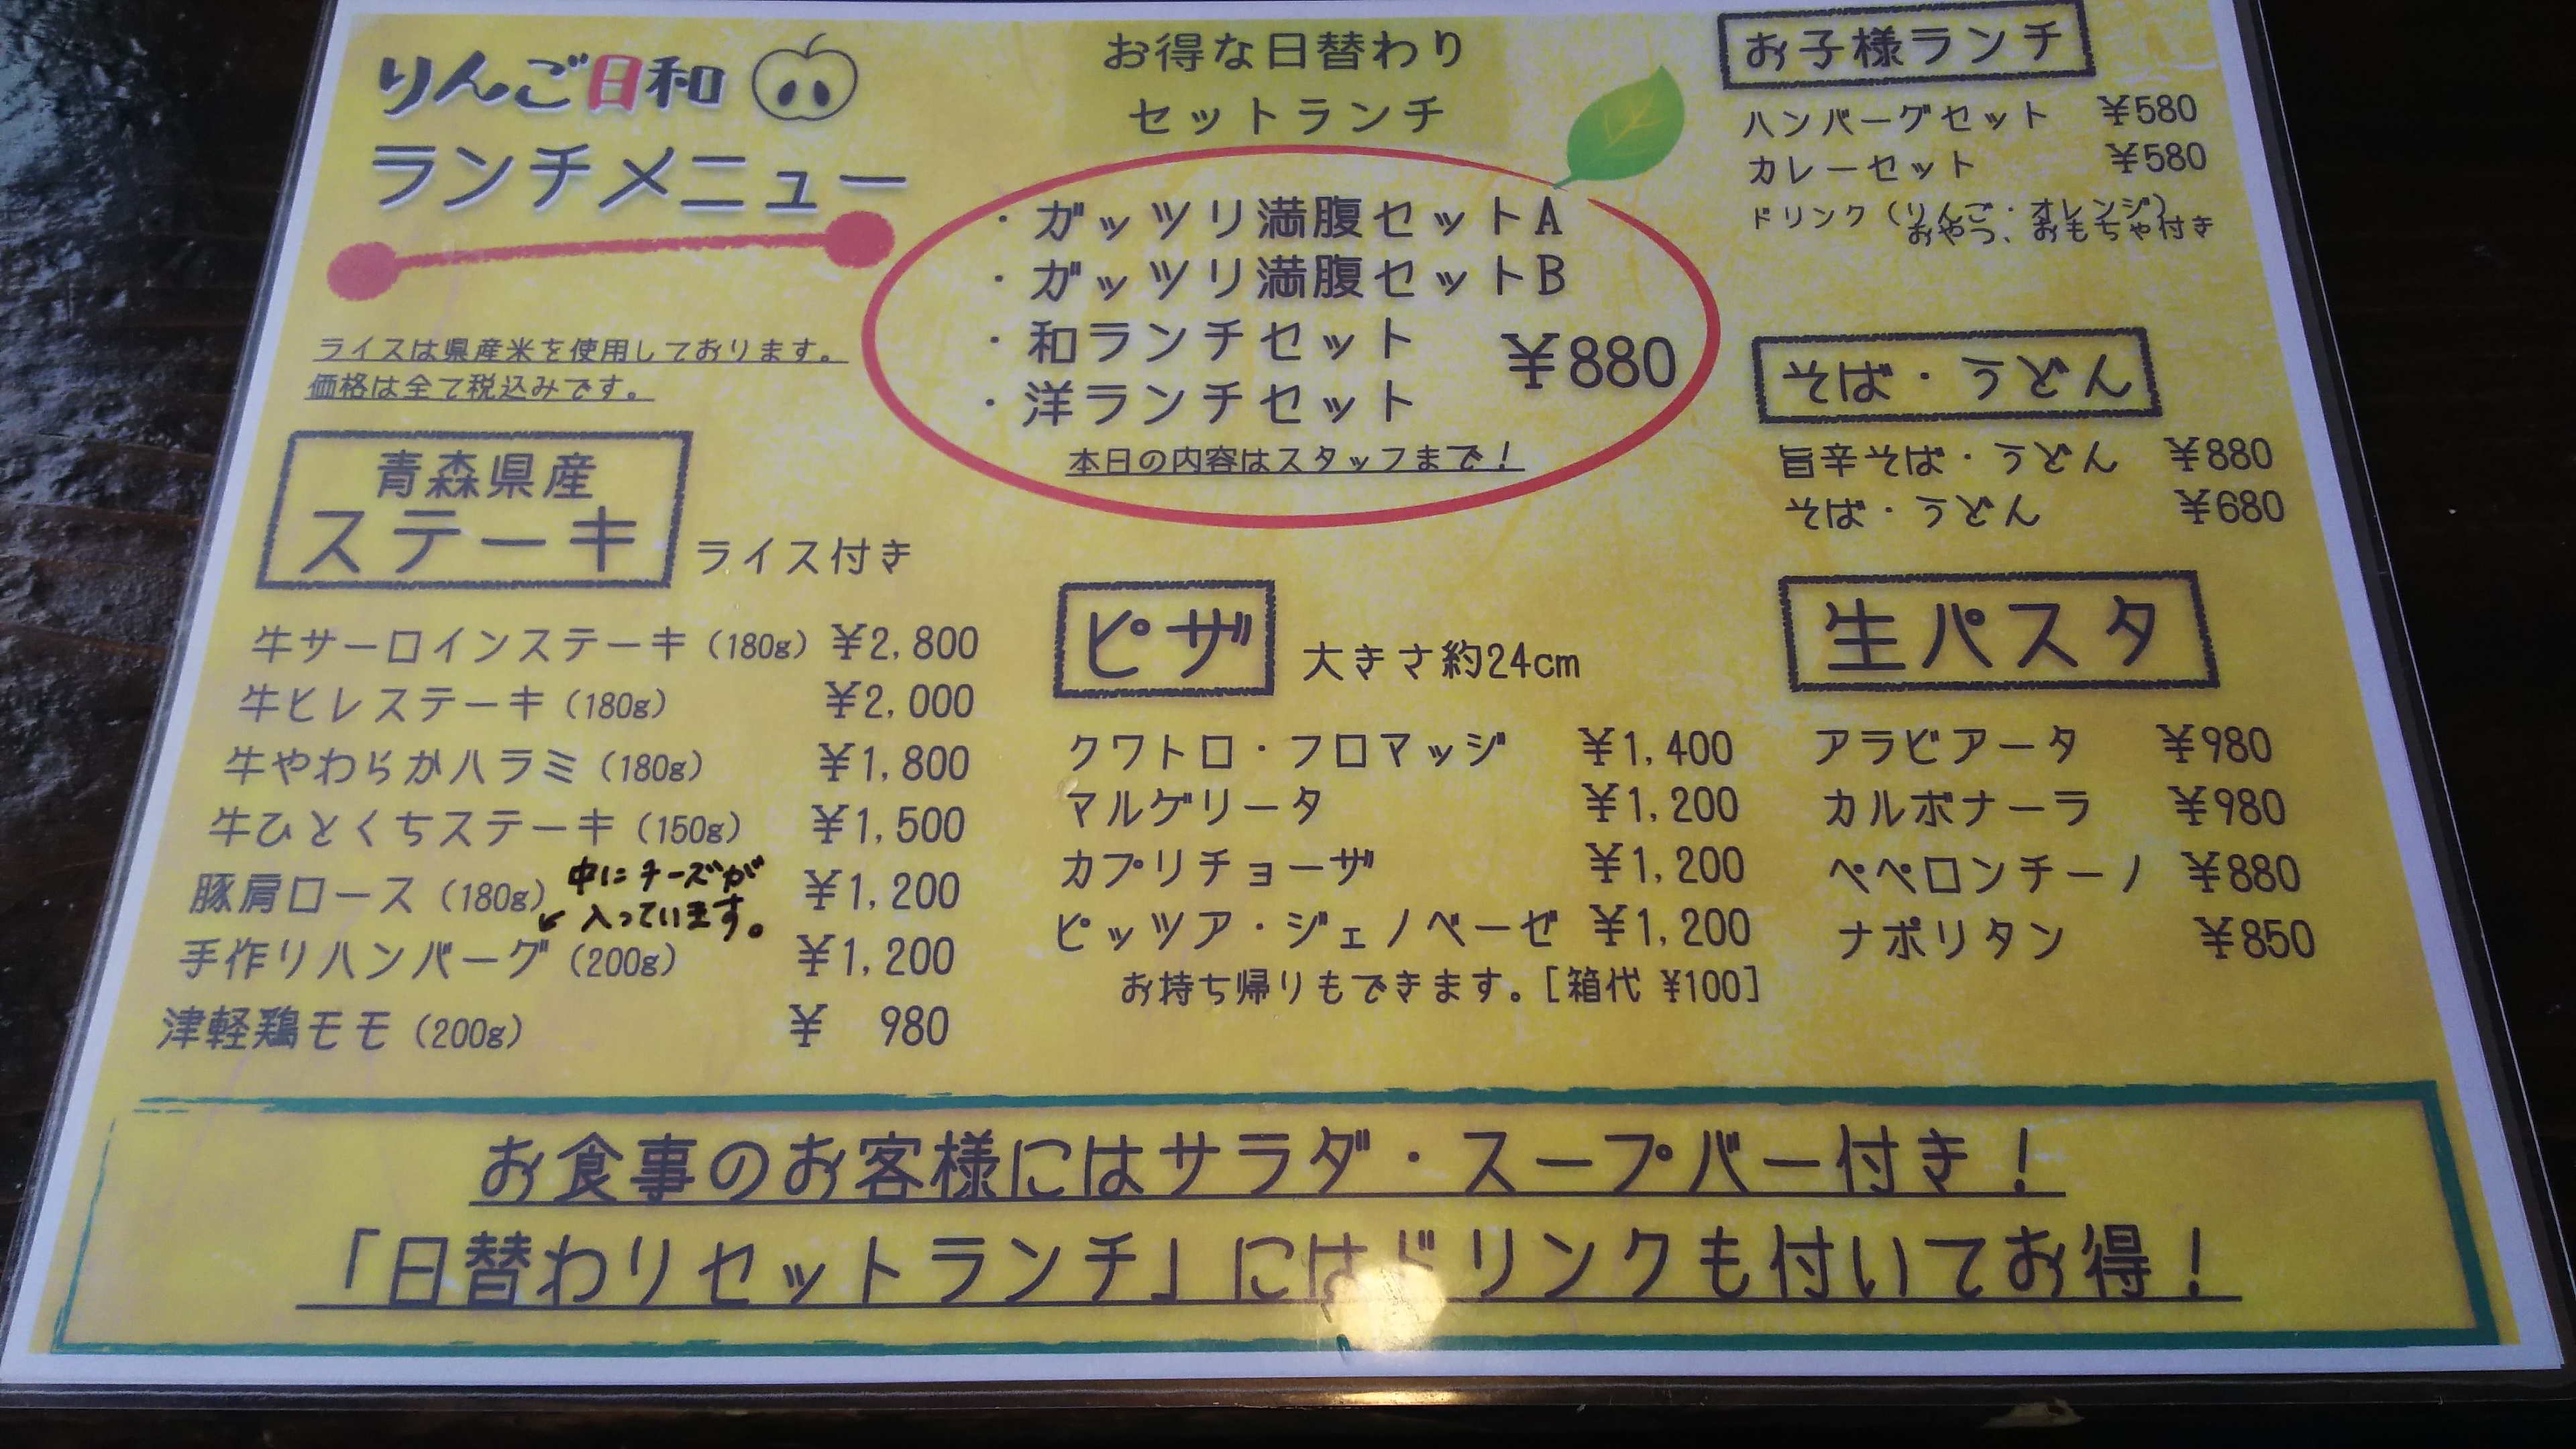 りんご日和
ランチメニュー
ライスは県産米を使用しております。
価格は全て税込みです。
お得な日替わり
セットランチ
・ガッツリ満腹セットA
・ガッツリ満腹セットB
・和ランチセット
・洋ランチセット
¥880
本日の内容はスタッフまで！
お子様ランチ
ハンバーグセット ¥580
カレーセット ¥580
ドリンク（りんご・オレンジ）
おやつ、おもちゃ付き
そば・うどん
旨辛そば・うどん ¥880
そば・うどん ¥680
青森県産
ステーキ
ライス付き
牛サーロインステーキ（180g） ¥2,800
牛ヒレステーキ（180g） ¥2,000
牛やわらかハラミ（180g） ¥1,800
牛ひとくちステーキ（150g） ¥1,500
豚肩ロース（180g） ¥1,200
中にチーズが
↙入っています。
手作りハンバーグ（200g） ¥1,200
津軽鶏モモ（200g） ¥ 980
ピザ
大きさ約24cm
クワトロ・フロマッジ ¥1,400
マルゲリータ ¥1,200
カプリチョーザ ¥1,200
ピッツア・ジェノベーゼ ¥1,200
お持ち帰りもできます。[箱代 ¥100]
生パスタ
アラビアータ ¥980
カルボナーラ ¥980
ペペロンチーノ ¥880
ナポリタン ¥850
お食事のお客様にはサラダ・スープバー付き！
「日替わりセットランチ」にはドリンクも付いてお得！